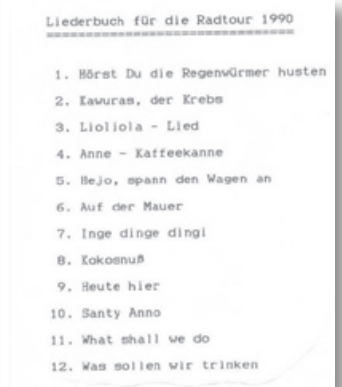 Liederbuch für die Radtour 1990
===============================
1. Hörst Du die Regenwürmer husten
2. Kawuras, der Krebs
3. Lioliola - Lied
4. Anne - Kaffeekanne
5. Hejo, spann den Wagen an
6. Auf der Mauer
7. Inge dinge dingi
8. Kokosnuß
9. Heute hier
10. Santy Anno
11. What shall we do
12. Was sollen wir trinken